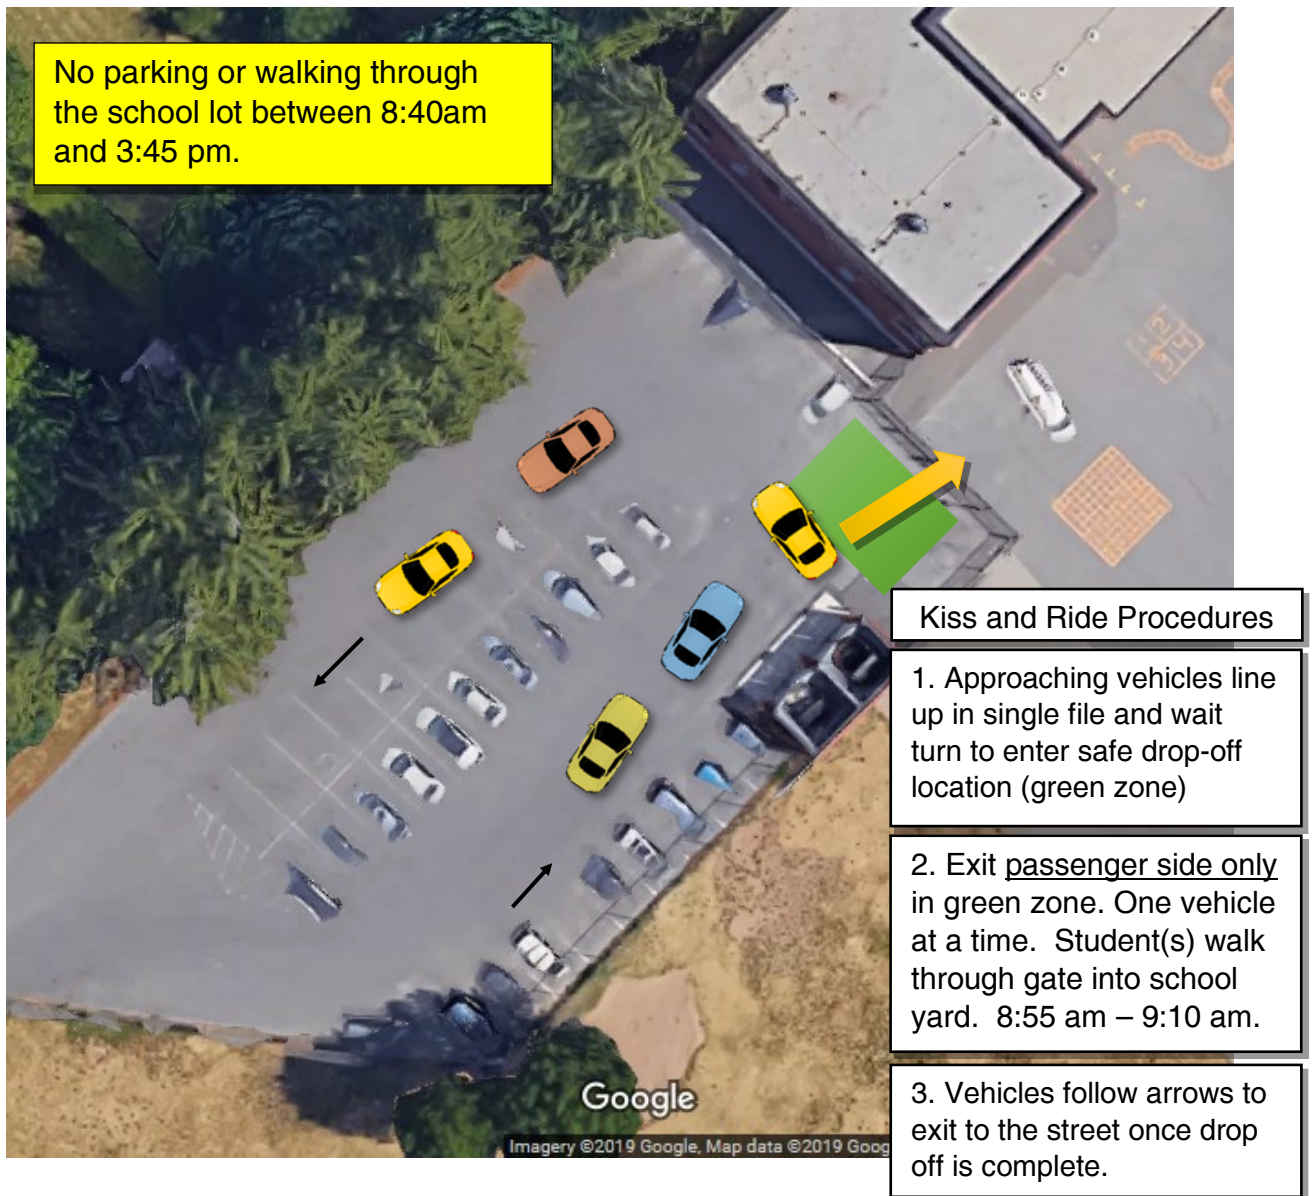 No parking or walking through
the school lot between 8:40am
and 3:45 pm.
Kiss and Ride Procedures
1. Approaching vehicles line
up in single file and wait
turn to enter safe drop-off
location (green zone)
2. Exit passenger side only
in green zone. One vehicle
at a time.  Student(s) walk
through gate into school
yard.  8:55 am – 9:10 am.
3. Vehicles follow arrows to
exit to the street once drop
off is complete.
Google
Imagery ©2019 Google, Map data ©2019 Goog